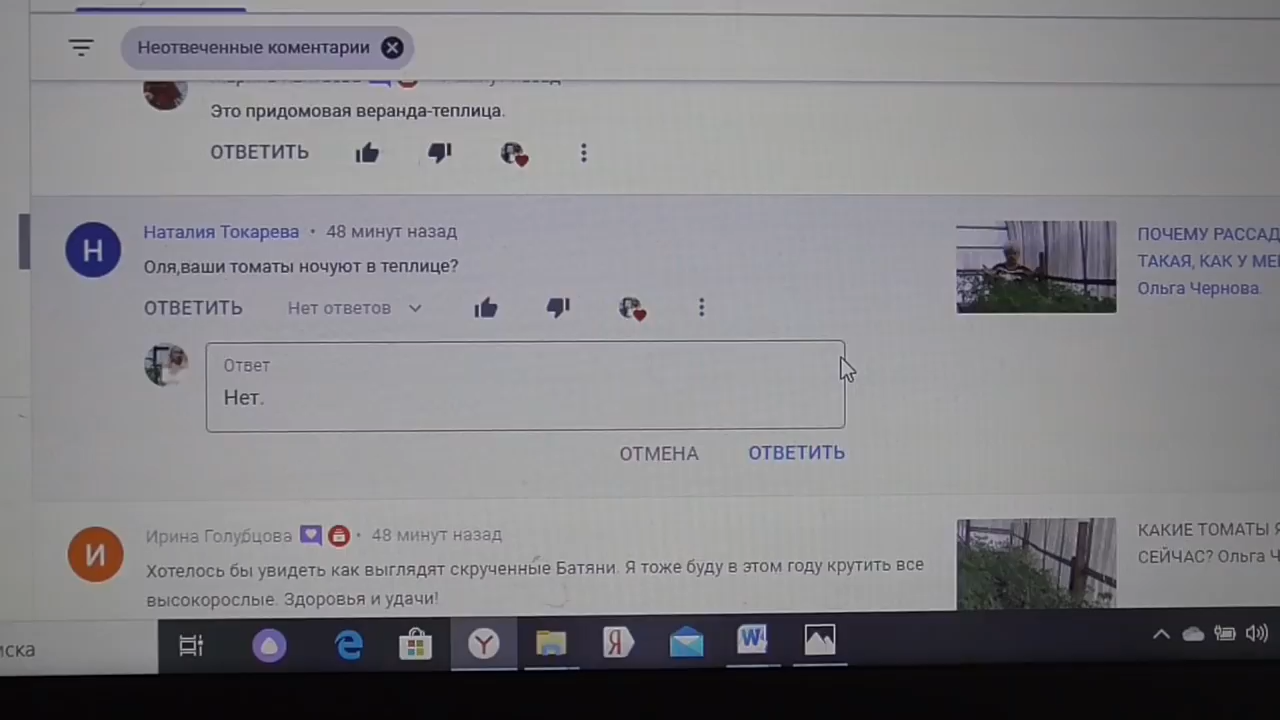 Неотвеченные коментарии
Это придомовая веранда-теплица.
ОТВЕТИТЬ
Наталия Токарева • 48 минут назад
Оля,ваши томаты ночуют в теплице?
ОТВЕТИТЬ Нет ответов
Ответ
Нет.
ОТМЕНА ОТВЕТИТЬ
ПОЧЕМУ РАССАД
ТАКАЯ, КАК У МЕ
Ольга Чернова.
Н
Ирина Голубцова • 48 минут назад
Хотелось бы увидеть как выглядят скрученные Батяни. Я тоже буду в этом году крутить все
высокорослые. Здоровья и удачи!
И
КАКИЕ ТОМАТЫ Я
СЕЙЧАС? Ольга Ч
иска
Я
W